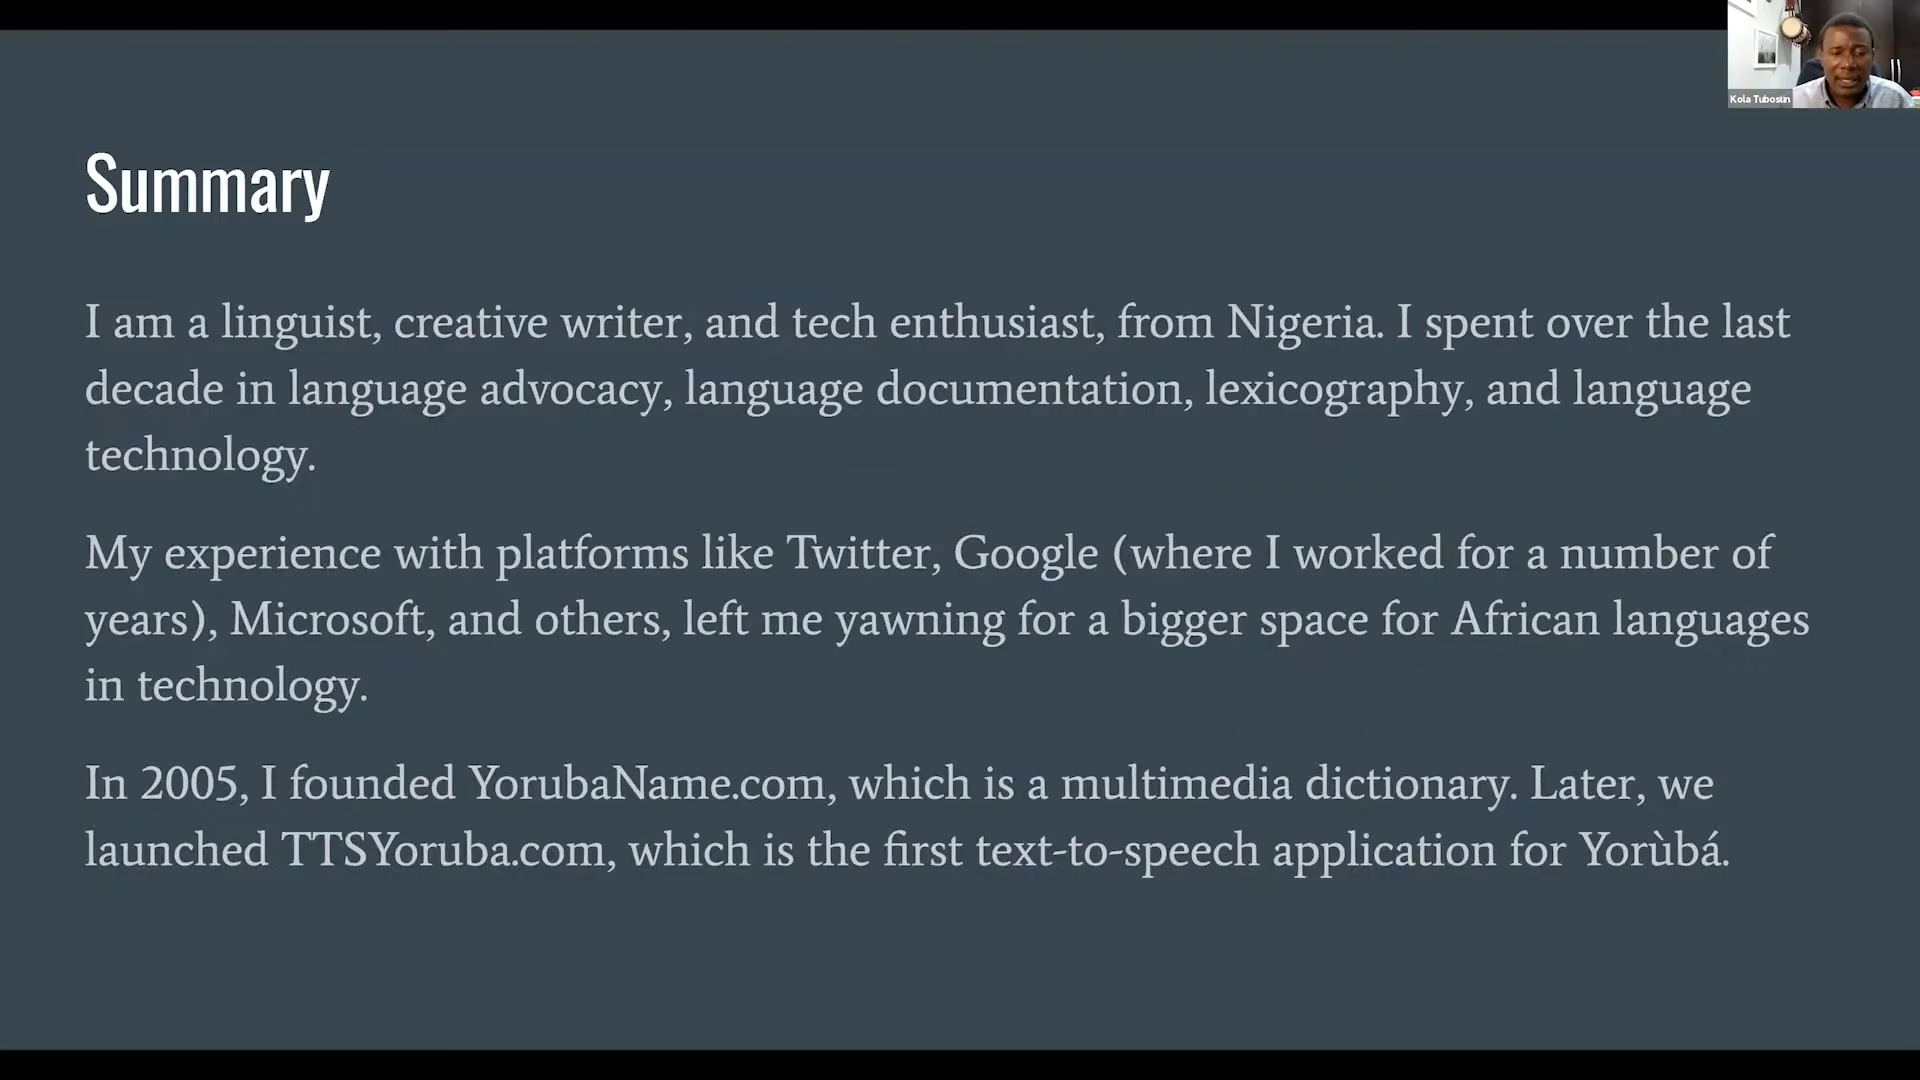 Kola Tubosun
Summary
I am a linguist, creative writer, and tech enthusiast, from Nigeria. I spent over the last
decade in language advocacy, language documentation, lexicography, and language
technology.
My experience with platforms like Twitter, Google (where I worked for a number of
years), Microsoft, and others, left me yawning for a bigger space for African languages
in technology.
In 2005, I founded YorubaName.com, which is a multimedia dictionary. Later, we
launched TTSYoruba.com, which is the first text-to-speech application for Yorùbá.